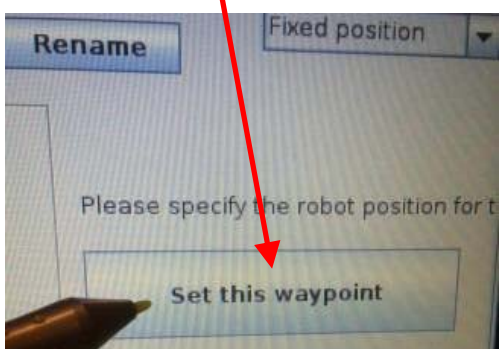 Rename
Fixed position
Please specify the robot position for t
Set this waypoint